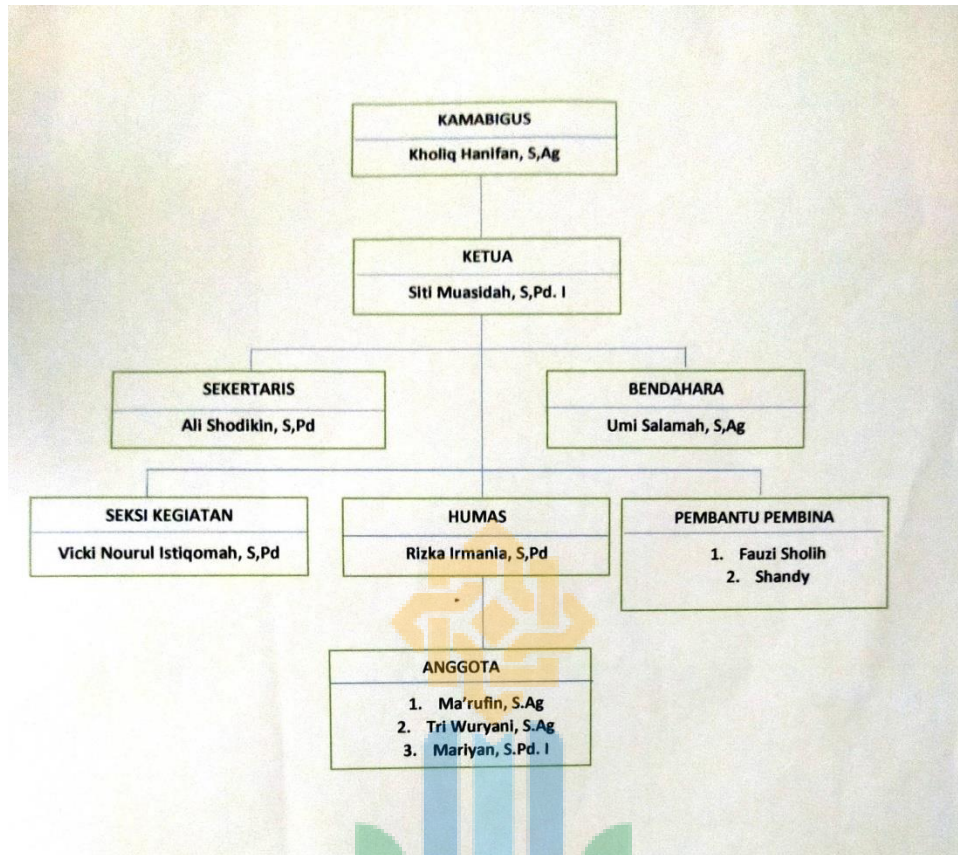 KAMABIGUS
Kholiq Hanifan, S,Ag
KETUA
Siti Muasidah, S,Pd. I
SEKERTARIS
Ali Shodikin, S,Pd
BENDAHARA
Umi Salamah, S,Ag
SEKSI KEGIATAN
Vicki Nourul Istiqomah, S,Pd
HUMAS
Rizka Irmania, S,Pd
PEMBANTU PEMBINA
1. Fauzi Sholih
2. Shandy
ANGGOTA
1. Ma'rufin, S.Ag
2. Tri Wuryani, S.Ag
3. Mariyan, S.Pd. I